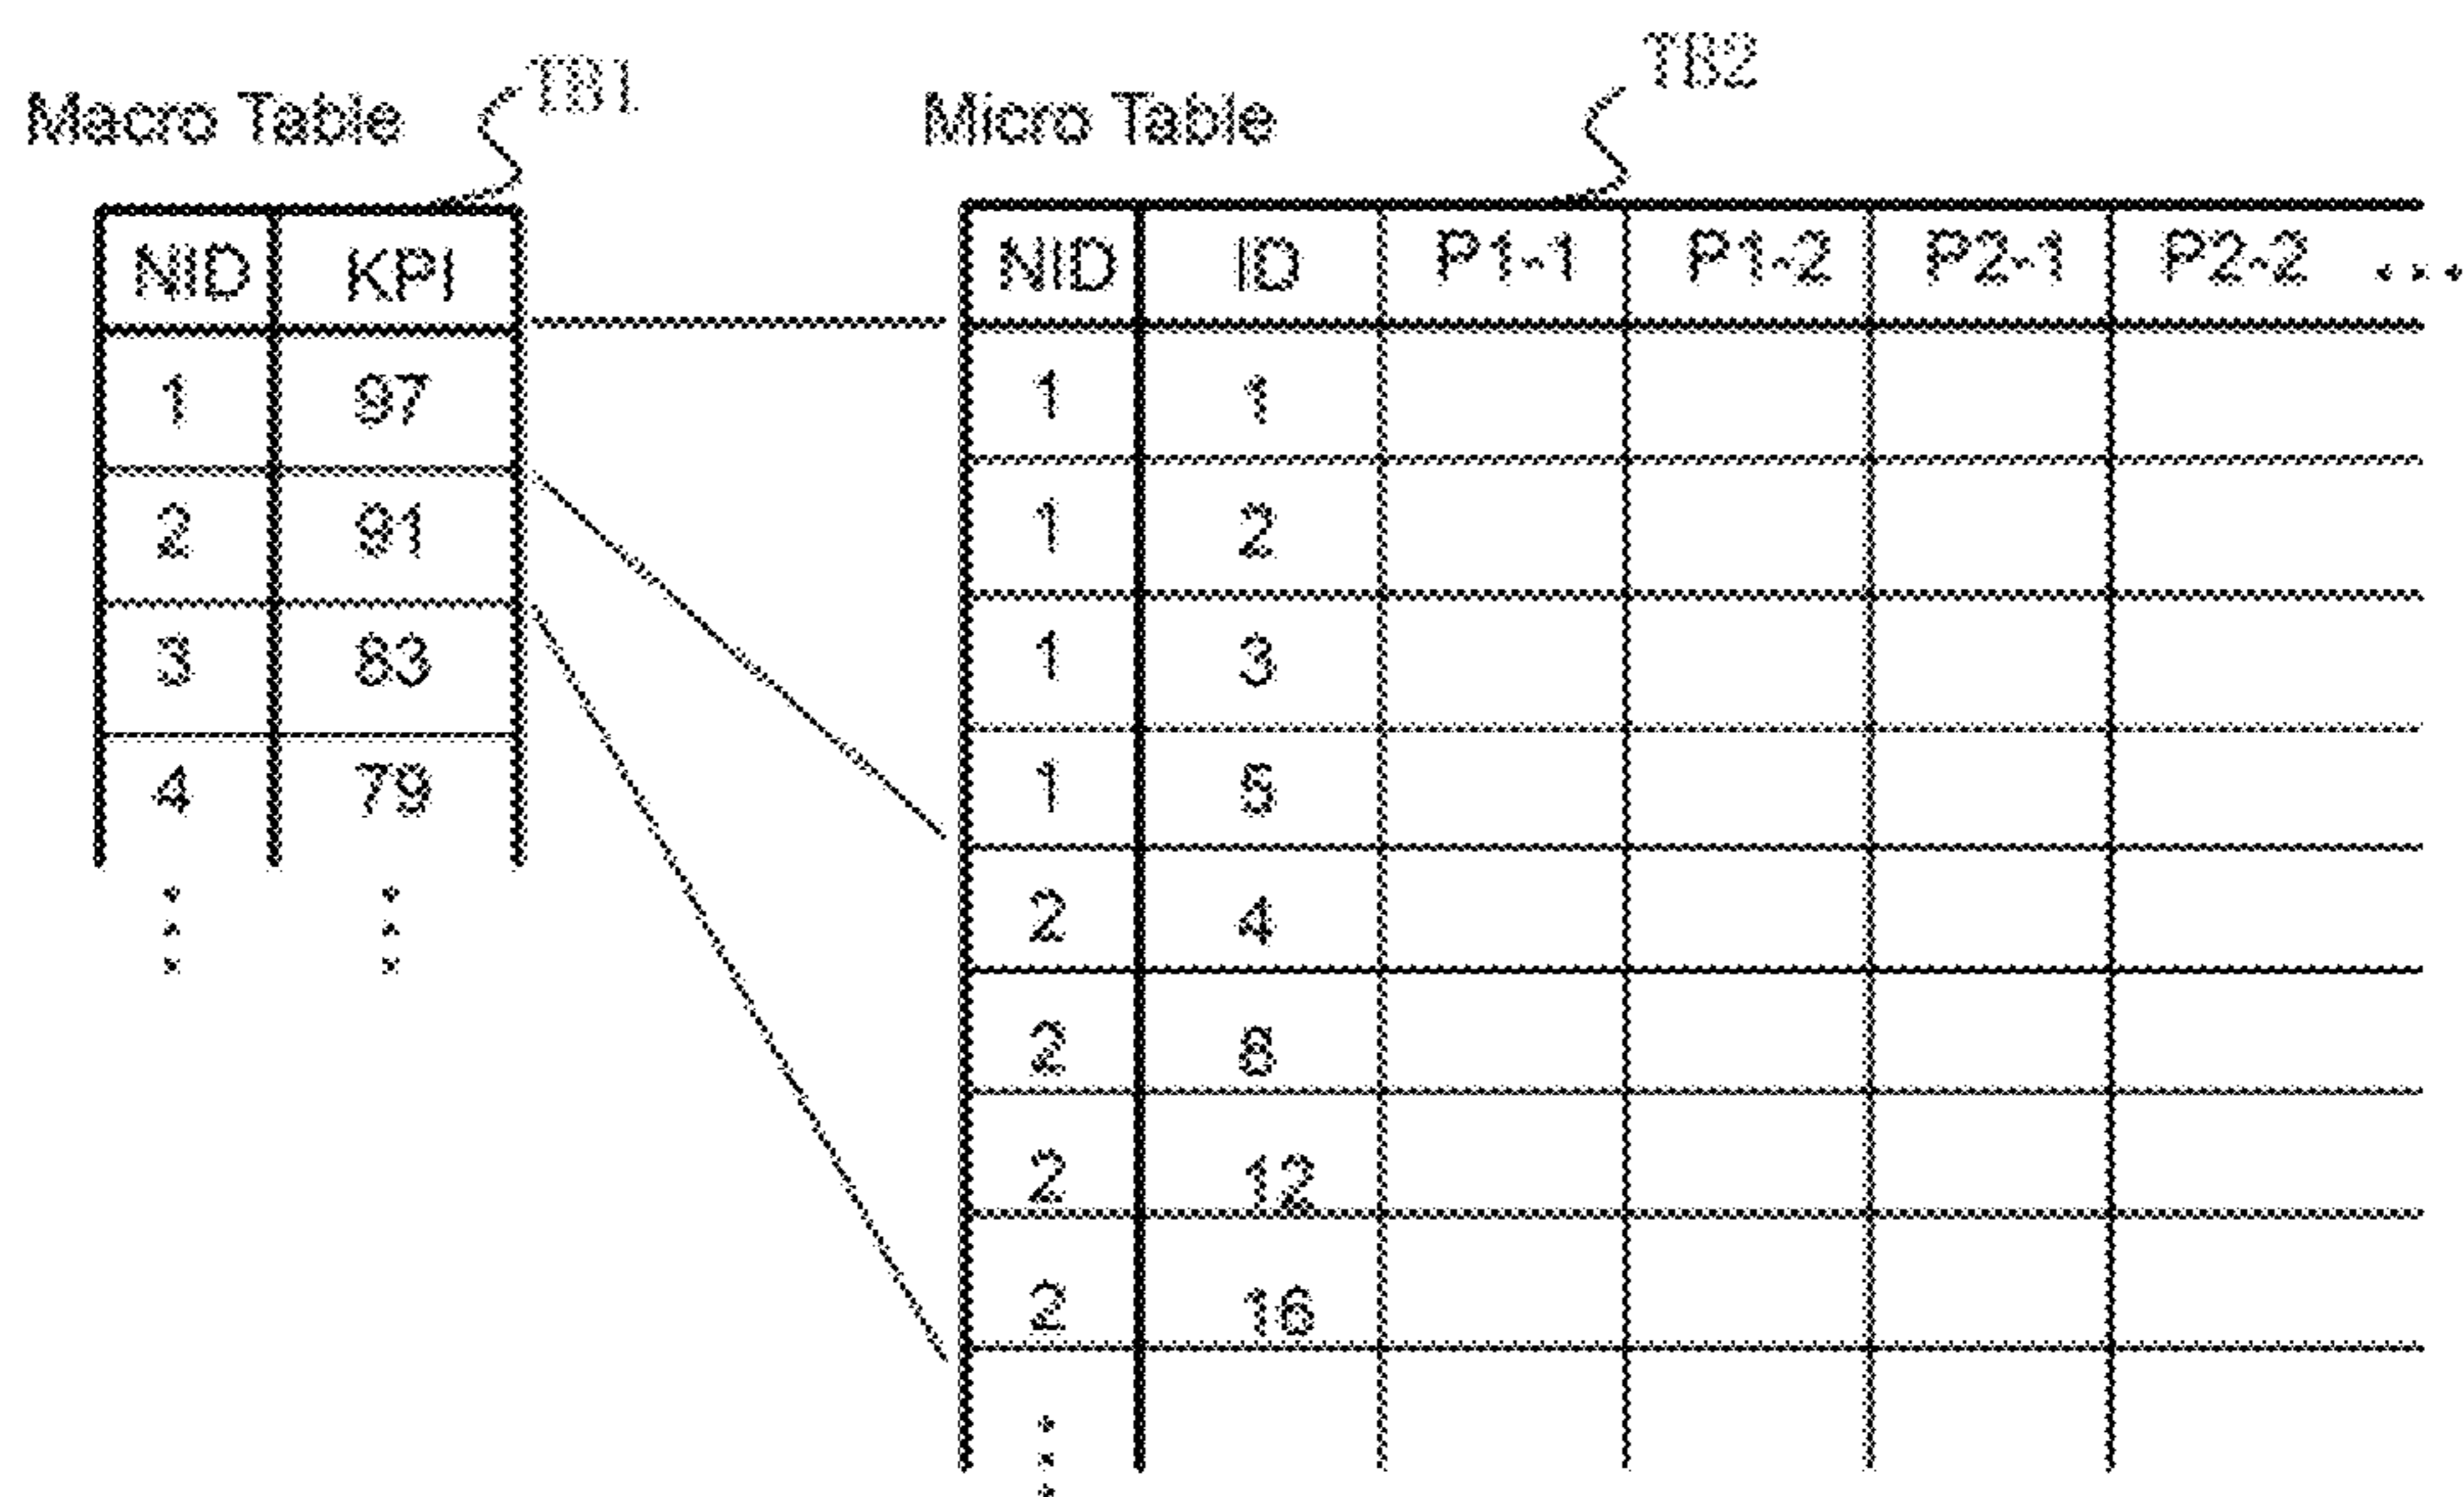 TB1
TB2
Macro Table
Micro Table
NID KPI
1 97
2 91
3 83
4 79
NID ID P1-1 P1-2 P2-1 P2-2 ...
1 1
1 2
1 3
1 5
2 4
2 8
2 12
2 16